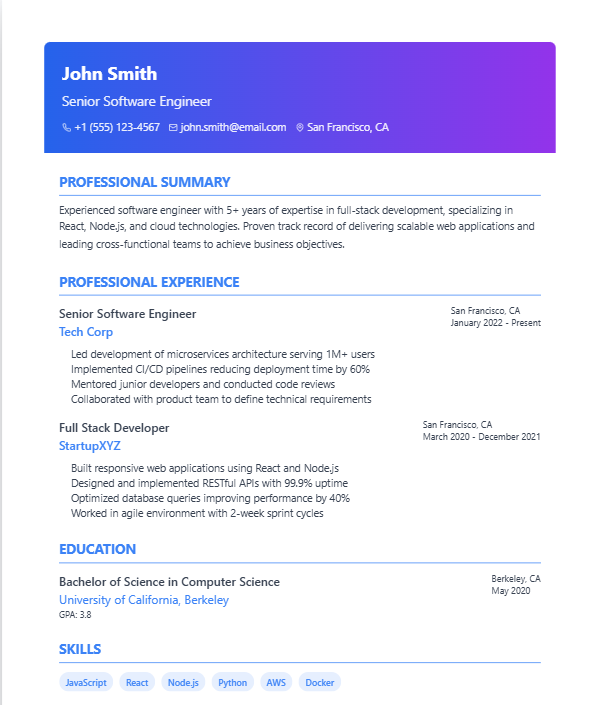 John Smith
Senior Software Engineer
+1 (555) 123-4567 john.smith@email.com San Francisco, CA
PROFESSIONAL SUMMARY
Experienced software engineer with 5+ years of expertise in full-stack development, specializing in
React, Node.js, and cloud technologies. Proven track record of delivering scalable web applications and
leading cross-functional teams to achieve business objectives.
PROFESSIONAL EXPERIENCE
Senior Software Engineer
San Francisco, CA
Tech Corp
January 2022 - Present
Led development of microservices architecture serving 1M+ users
Implemented CI/CD pipelines reducing deployment time by 60%
Mentored junior developers and conducted code reviews
Collaborated with product team to define technical requirements
Full Stack Developer
San Francisco, CA
StartupXYZ
March 2020 - December 2021
Built responsive web applications using React and Node.js
Designed and implemented RESTful APIs with 99.9% uptime
Optimized database queries improving performance by 40%
Worked in agile environment with 2-week sprint cycles
EDUCATION
Bachelor of Science in Computer Science
Berkeley, CA
University of California, Berkeley
May 2020
GPA: 3.8
SKILLS
JavaScript React Node.js Python AWS Docker